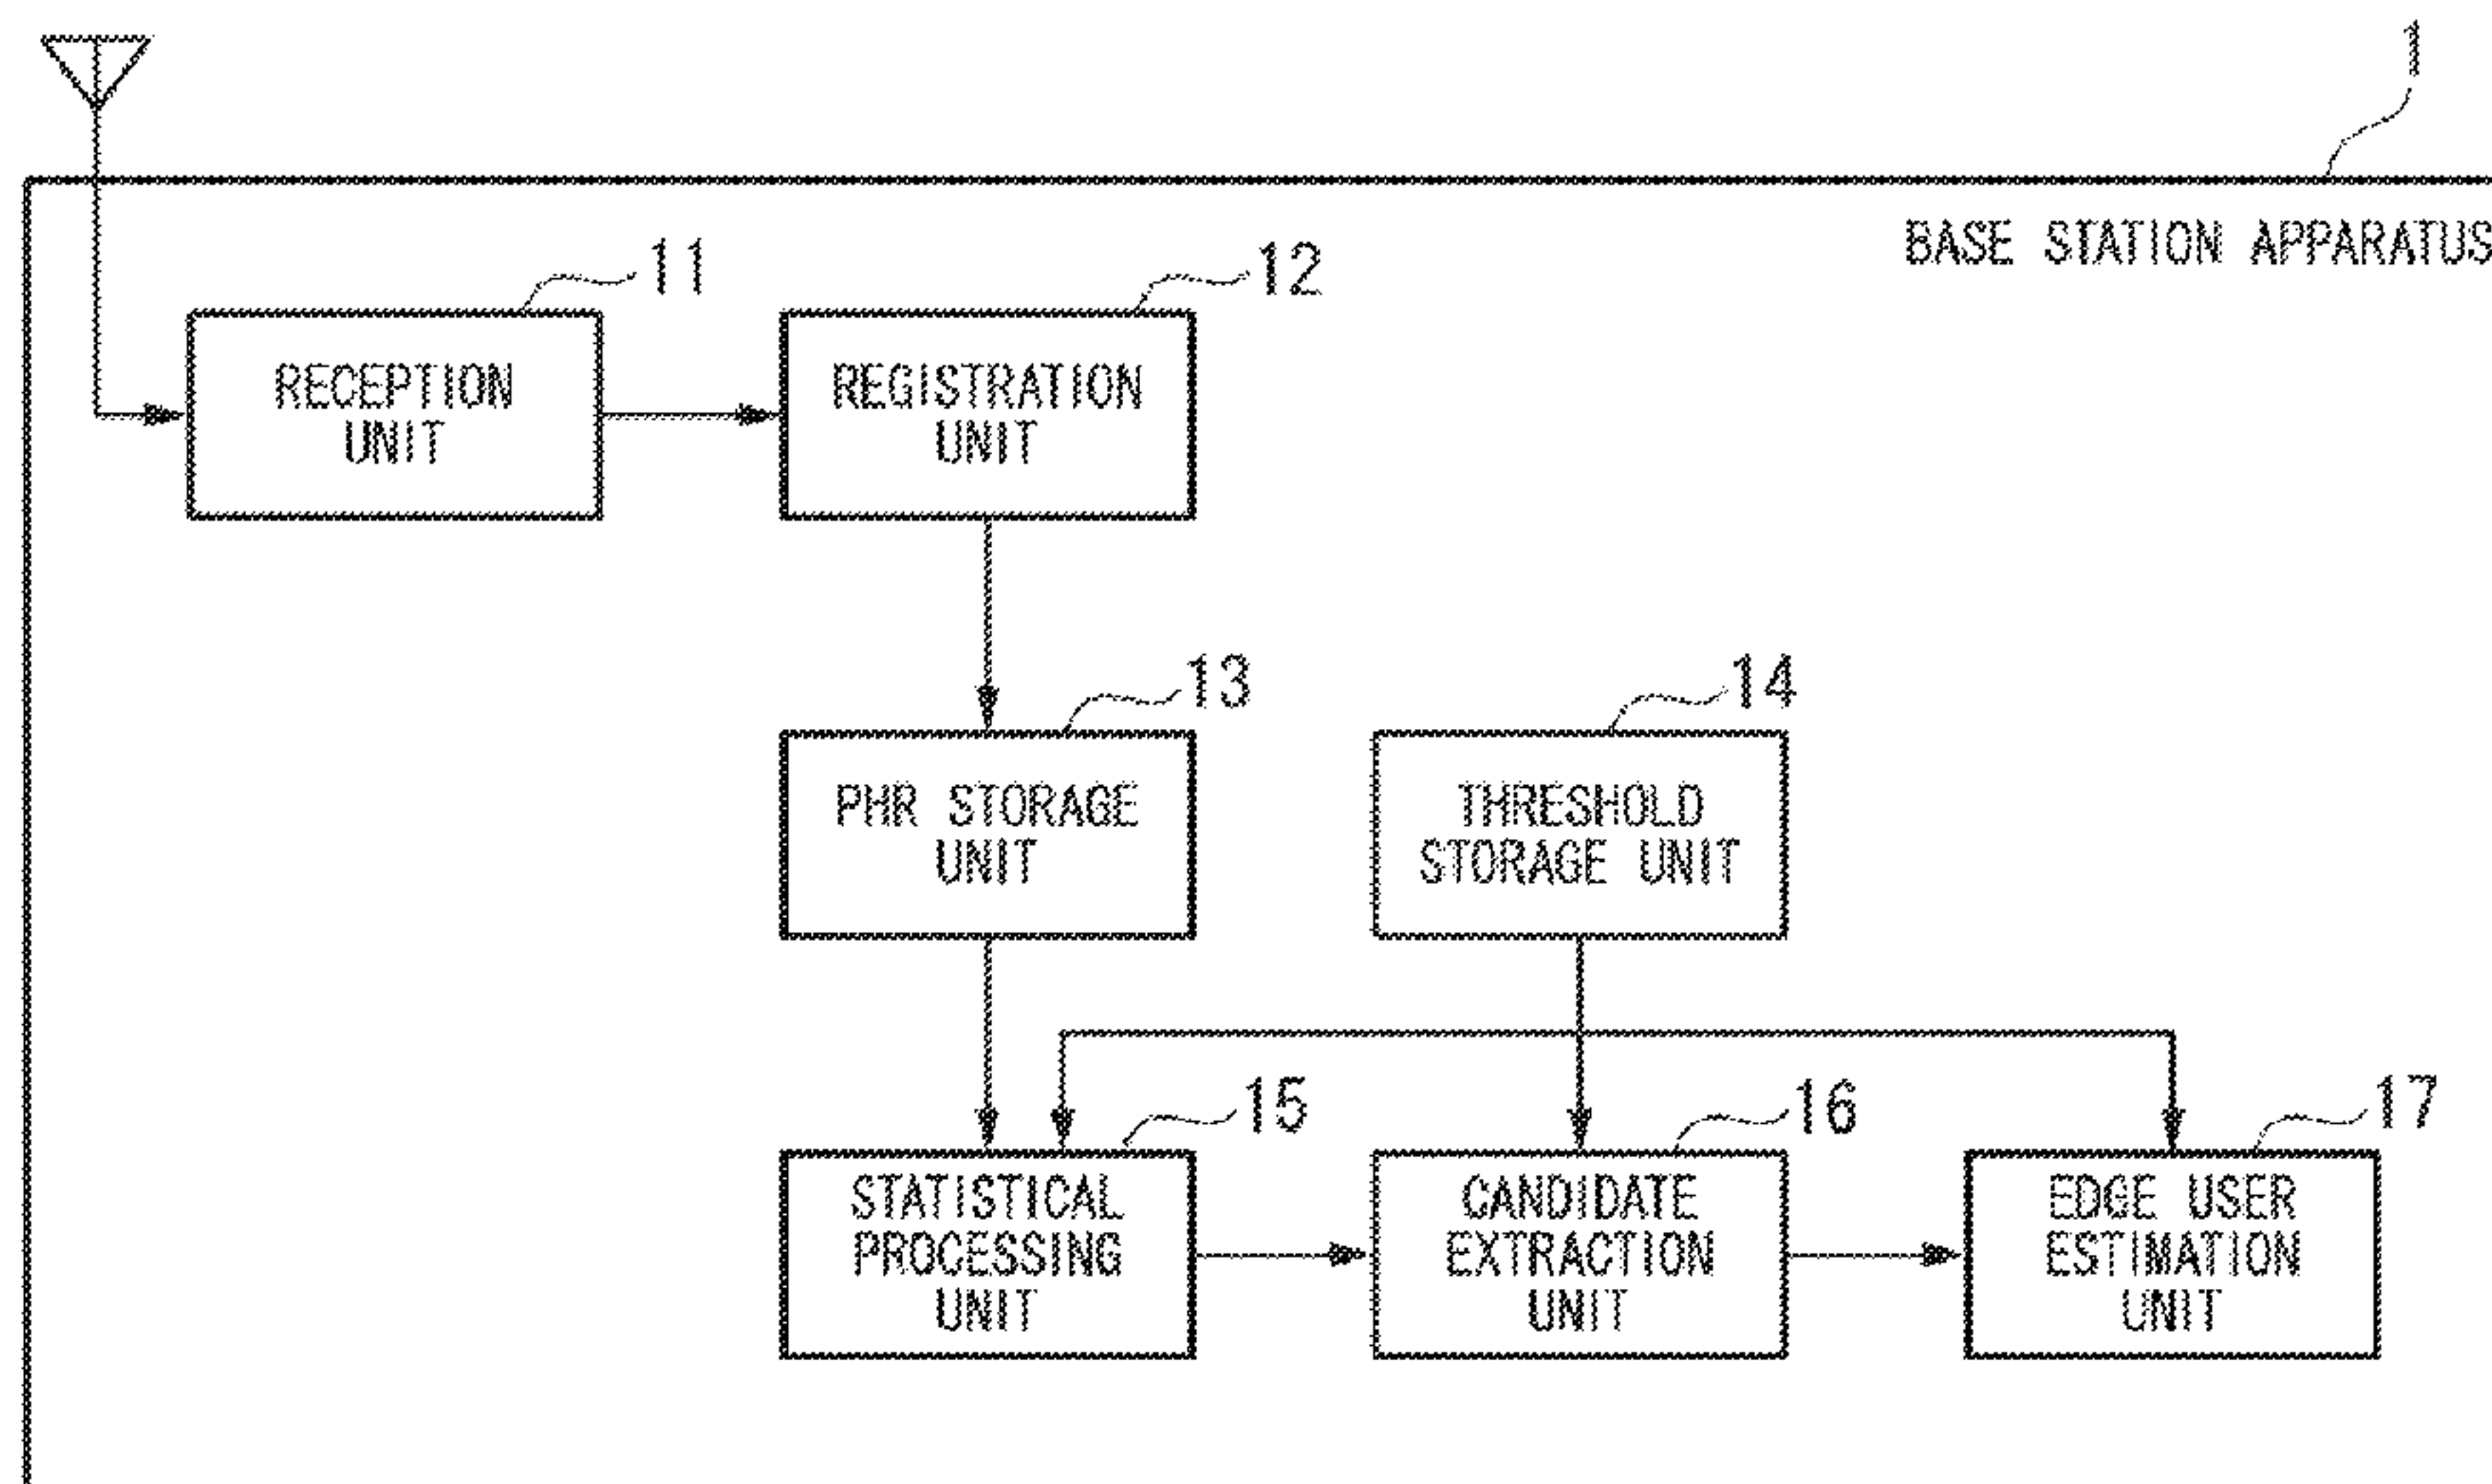 1
BASE STATION APPARATUS
11
12
RECEPTION
UNIT
REGISTRATION
UNIT
13
14
PHR STORAGE
UNIT
THRESHOLD
STORAGE UNIT
15
16
17
STATISTICAL
PROCESSING
UNIT
CANDIDATE
EXTRACTION
UNIT
EDGE USER
ESTIMATION
UNIT